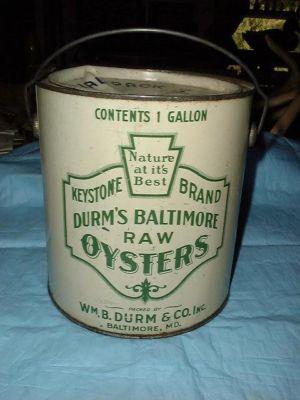 CONTENTS 1 GALLON
Nature
at it's
Best
KEYSTONE BRAND
DURM'S BALTIMORE
RAW
OYSTERS
PACKED BY
WM. B. DURM & CO. INC.
BALTIMORE, MD.